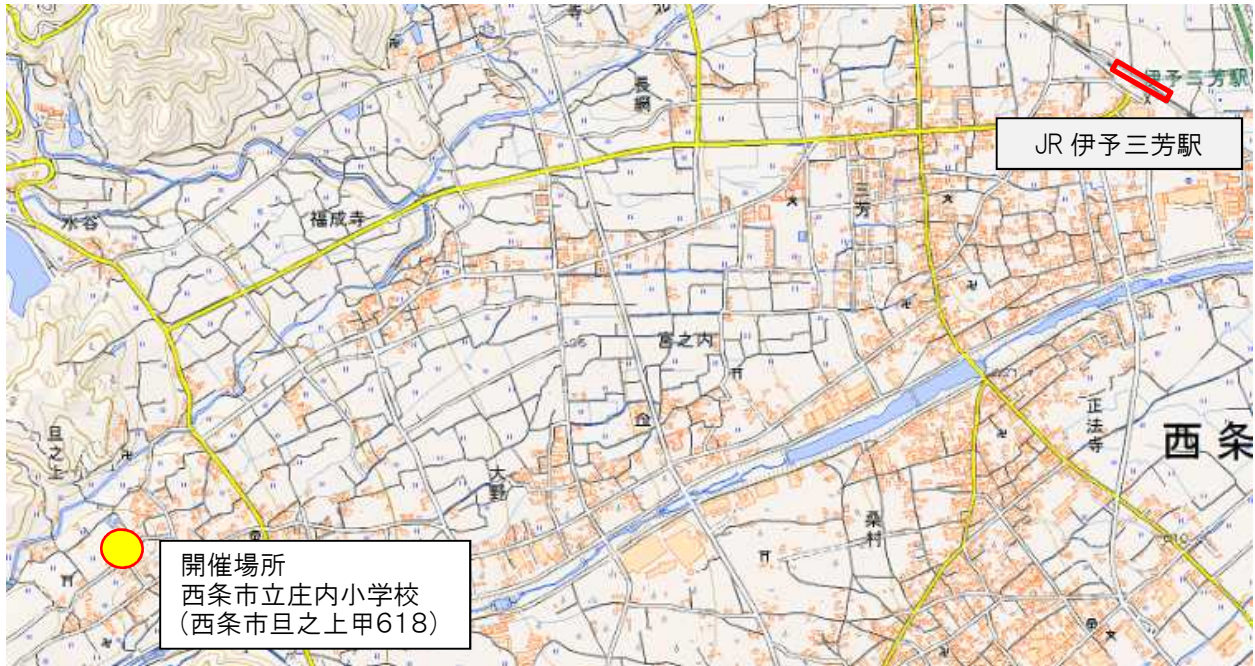 伊予三芳駅
JR 伊予三芳駅
長網
三芳
水谷
福成寺
宮之内
正法寺
西条
旦之上
大野
桑村
開催場所
西条市立庄内小学校
(西条市旦之上甲618)